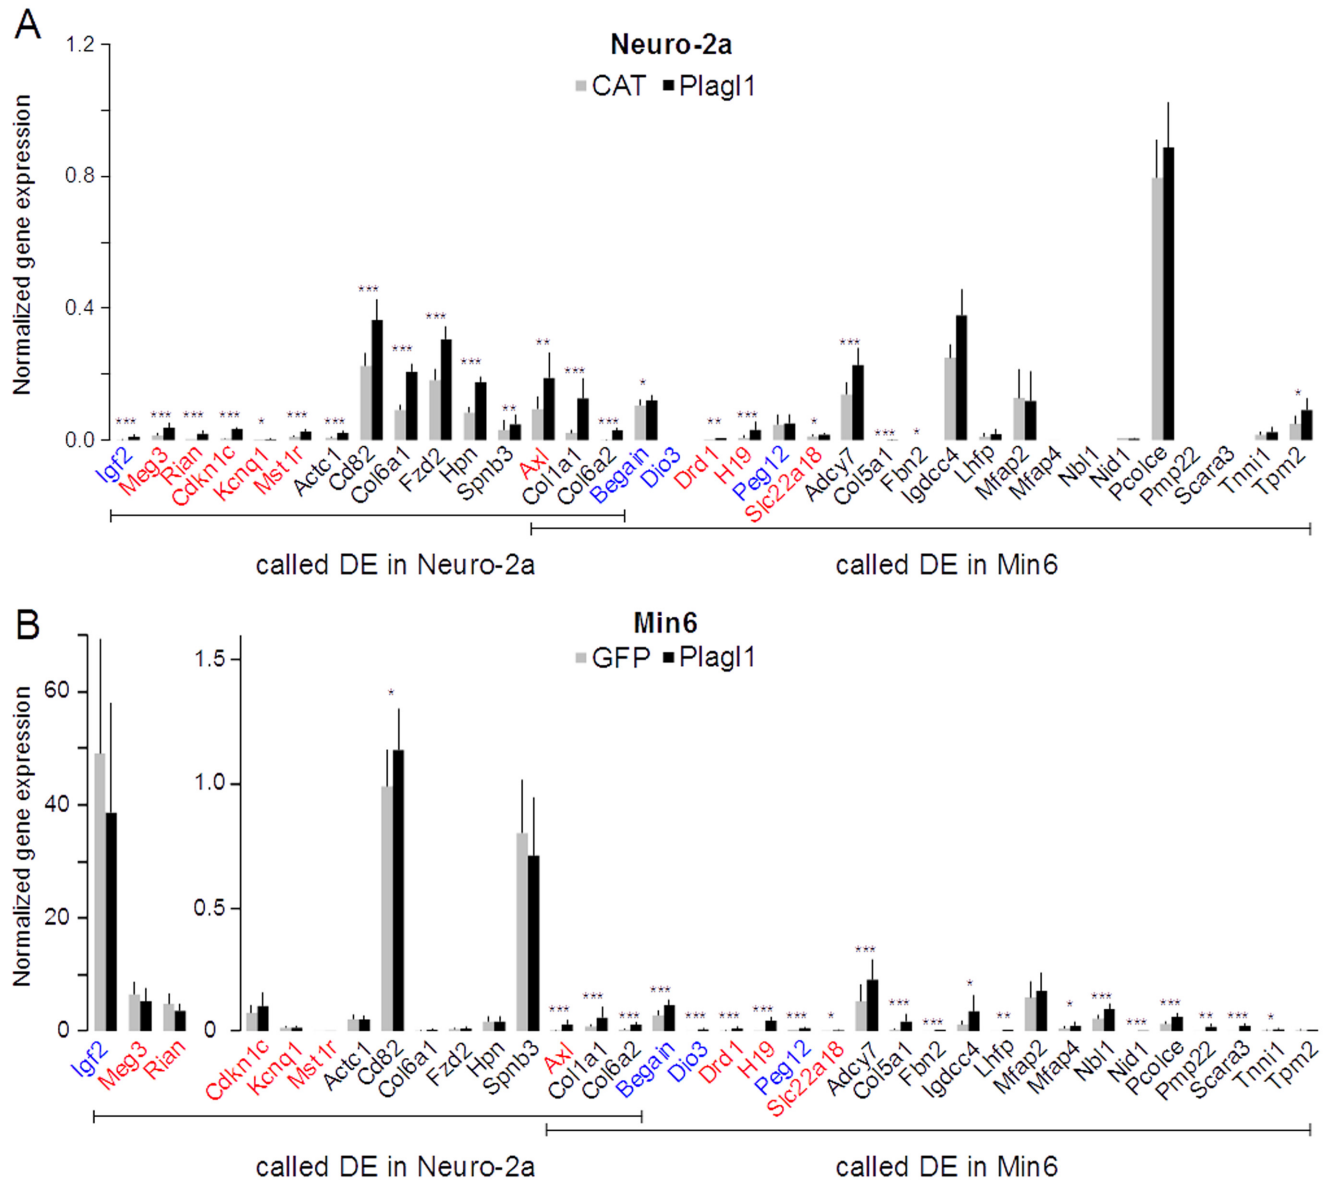 A
Neuro-2a
CAT Plagl1
Normalized gene expression
1.2
0.8
0.4
0.0
*** *** *** *** * *** *** *** *** *** *** ** ** *** *** * ** *** * *** *** * *
Igf2 Meg3 Rian Cdkn1c Kcnq1 Mst1r Actc1 Cd82 Col6a1 Fzd2 Hpn Spnb3 Axl Col1a1 Col6a2 Begain Dio3 Drd1 H19 Peg12 Slc22a18 Adcy7 Col5a1 Fbn2 Igdcc4 Lhfp Mfap2 Mfap4 Nbl1 Nid1 Pcolce Pmp22 Scara3 Tnni1 Tpm2
called DE in Neuro-2a called DE in Min6
B
Min6
GFP Plagl1
Normalized gene expression
60
40
20
0
1.5
1.0
0.5
0
* *** *** *** *** *** *** *** *** * *** *** *** * ** * *** *** *** ** *** *
Igf2 Meg3 Rian Cdkn1c Kcnq1 Mst1r Actc1 Cd82 Col6a1 Fzd2 Hpn Spnb3 Axl Col1a1 Col6a2 Begain Dio3 Drd1 H19 Peg12 Slc22a18 Adcy7 Col5a1 Fbn2 Igdcc4 Lhfp Mfap2 Mfap4 Nbl1 Nid1 Pcolce Pmp22 Scara3 Tnni1 Tpm2
called DE in Neuro-2a called DE in Min6